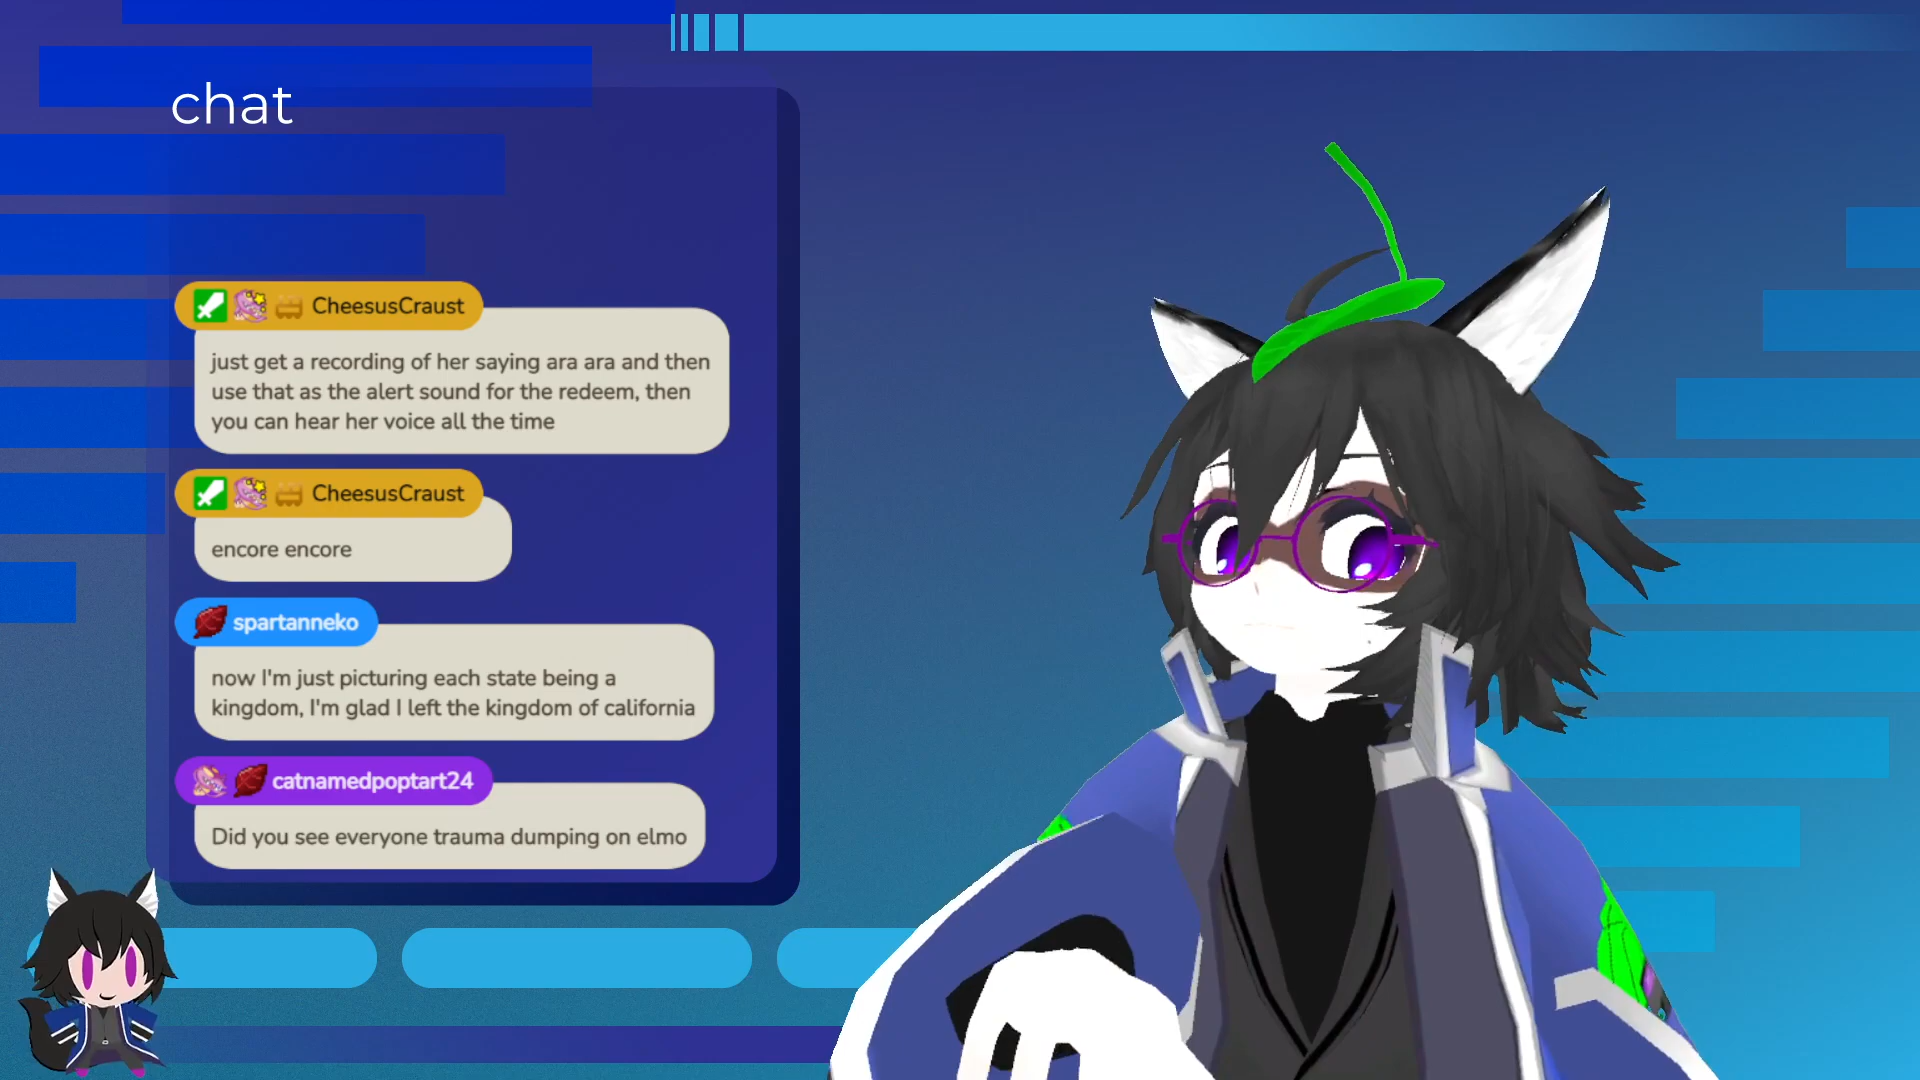 chat
CheesusCraust
just get a recording of her saying ara ara and then
use that as the alert sound for the redeem, then
you can hear her voice all the time
CheesusCraust
encore encore
spartanneko
now I'm just picturing each state being a
kingdom, I'm glad I left the kingdom of california
catnamedpoptart24
Did you see everyone trauma dumping on elmo